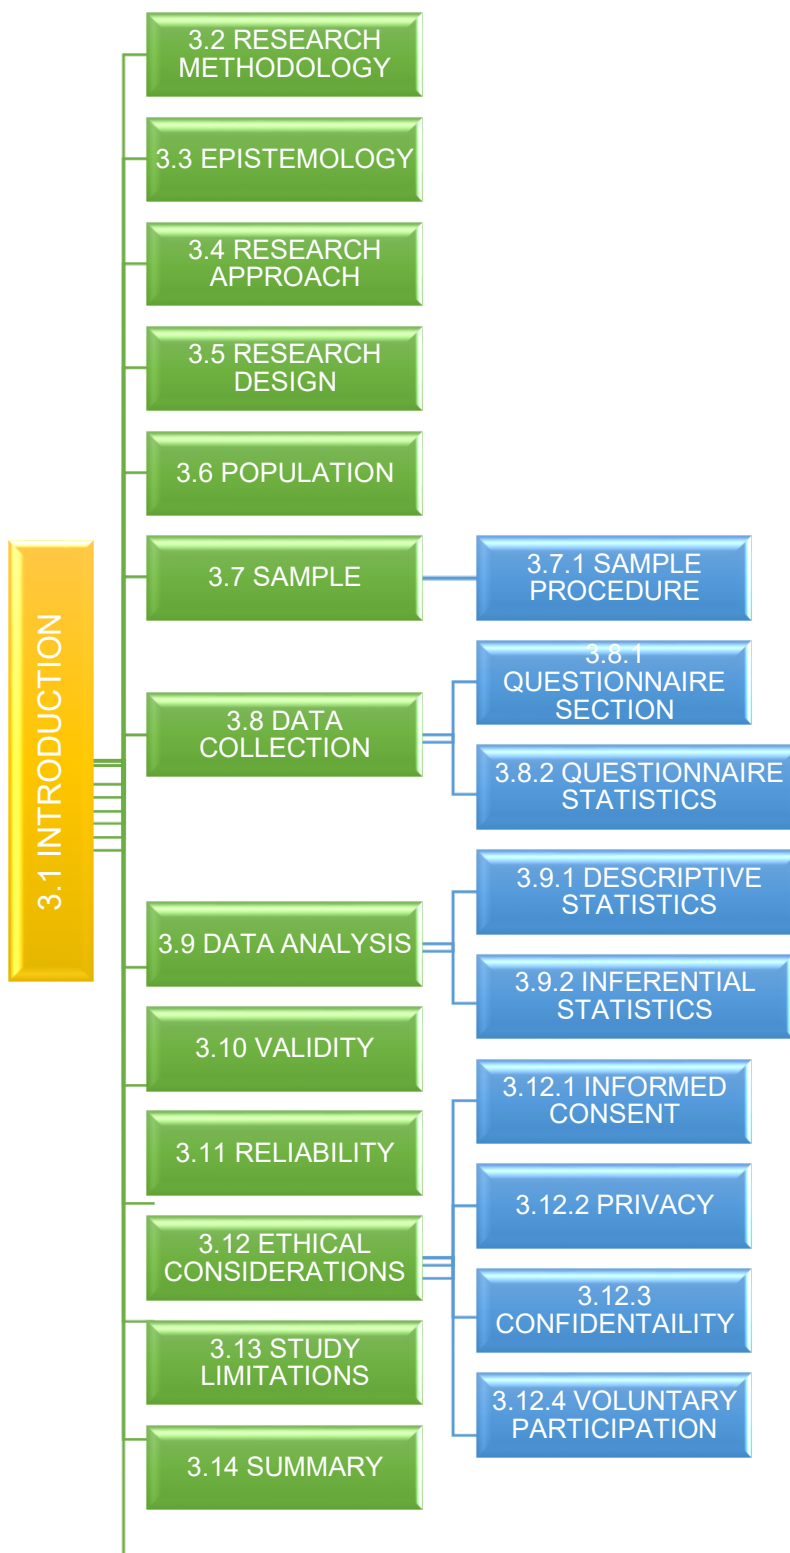 3.1 INTRODUCTION
3.2 RESEARCH
METHODOLOGY
3.3 EPISTEMOLOGY
3.4 RESEARCH
APPROACH
3.5 RESEARCH
DESIGN
3.6 POPULATION
3.7 SAMPLE
3.7.1 SAMPLE
PROCEDURE
3.8 DATA
COLLECTION
3.8.1
QUESTIONNAIRE
SECTION
3.8.2 QUESTIONNAIRE
STATISTICS
3.9 DATA ANALYSIS
3.9.1 DESCRIPTIVE
STATISTICS
3.9.2 INFERENTIAL
STATISTICS
3.10 VALIDITY
3.11 RELIABILITY
3.12 ETHICAL
CONSIDERATIONS
3.12.1 INFORMED
CONSENT
3.12.2 PRIVACY
3.12.3
CONFIDENTAILITY
3.12.4 VOLUNTARY
PARTICIPATION
3.13 STUDY
LIMITATIONS
3.14 SUMMARY